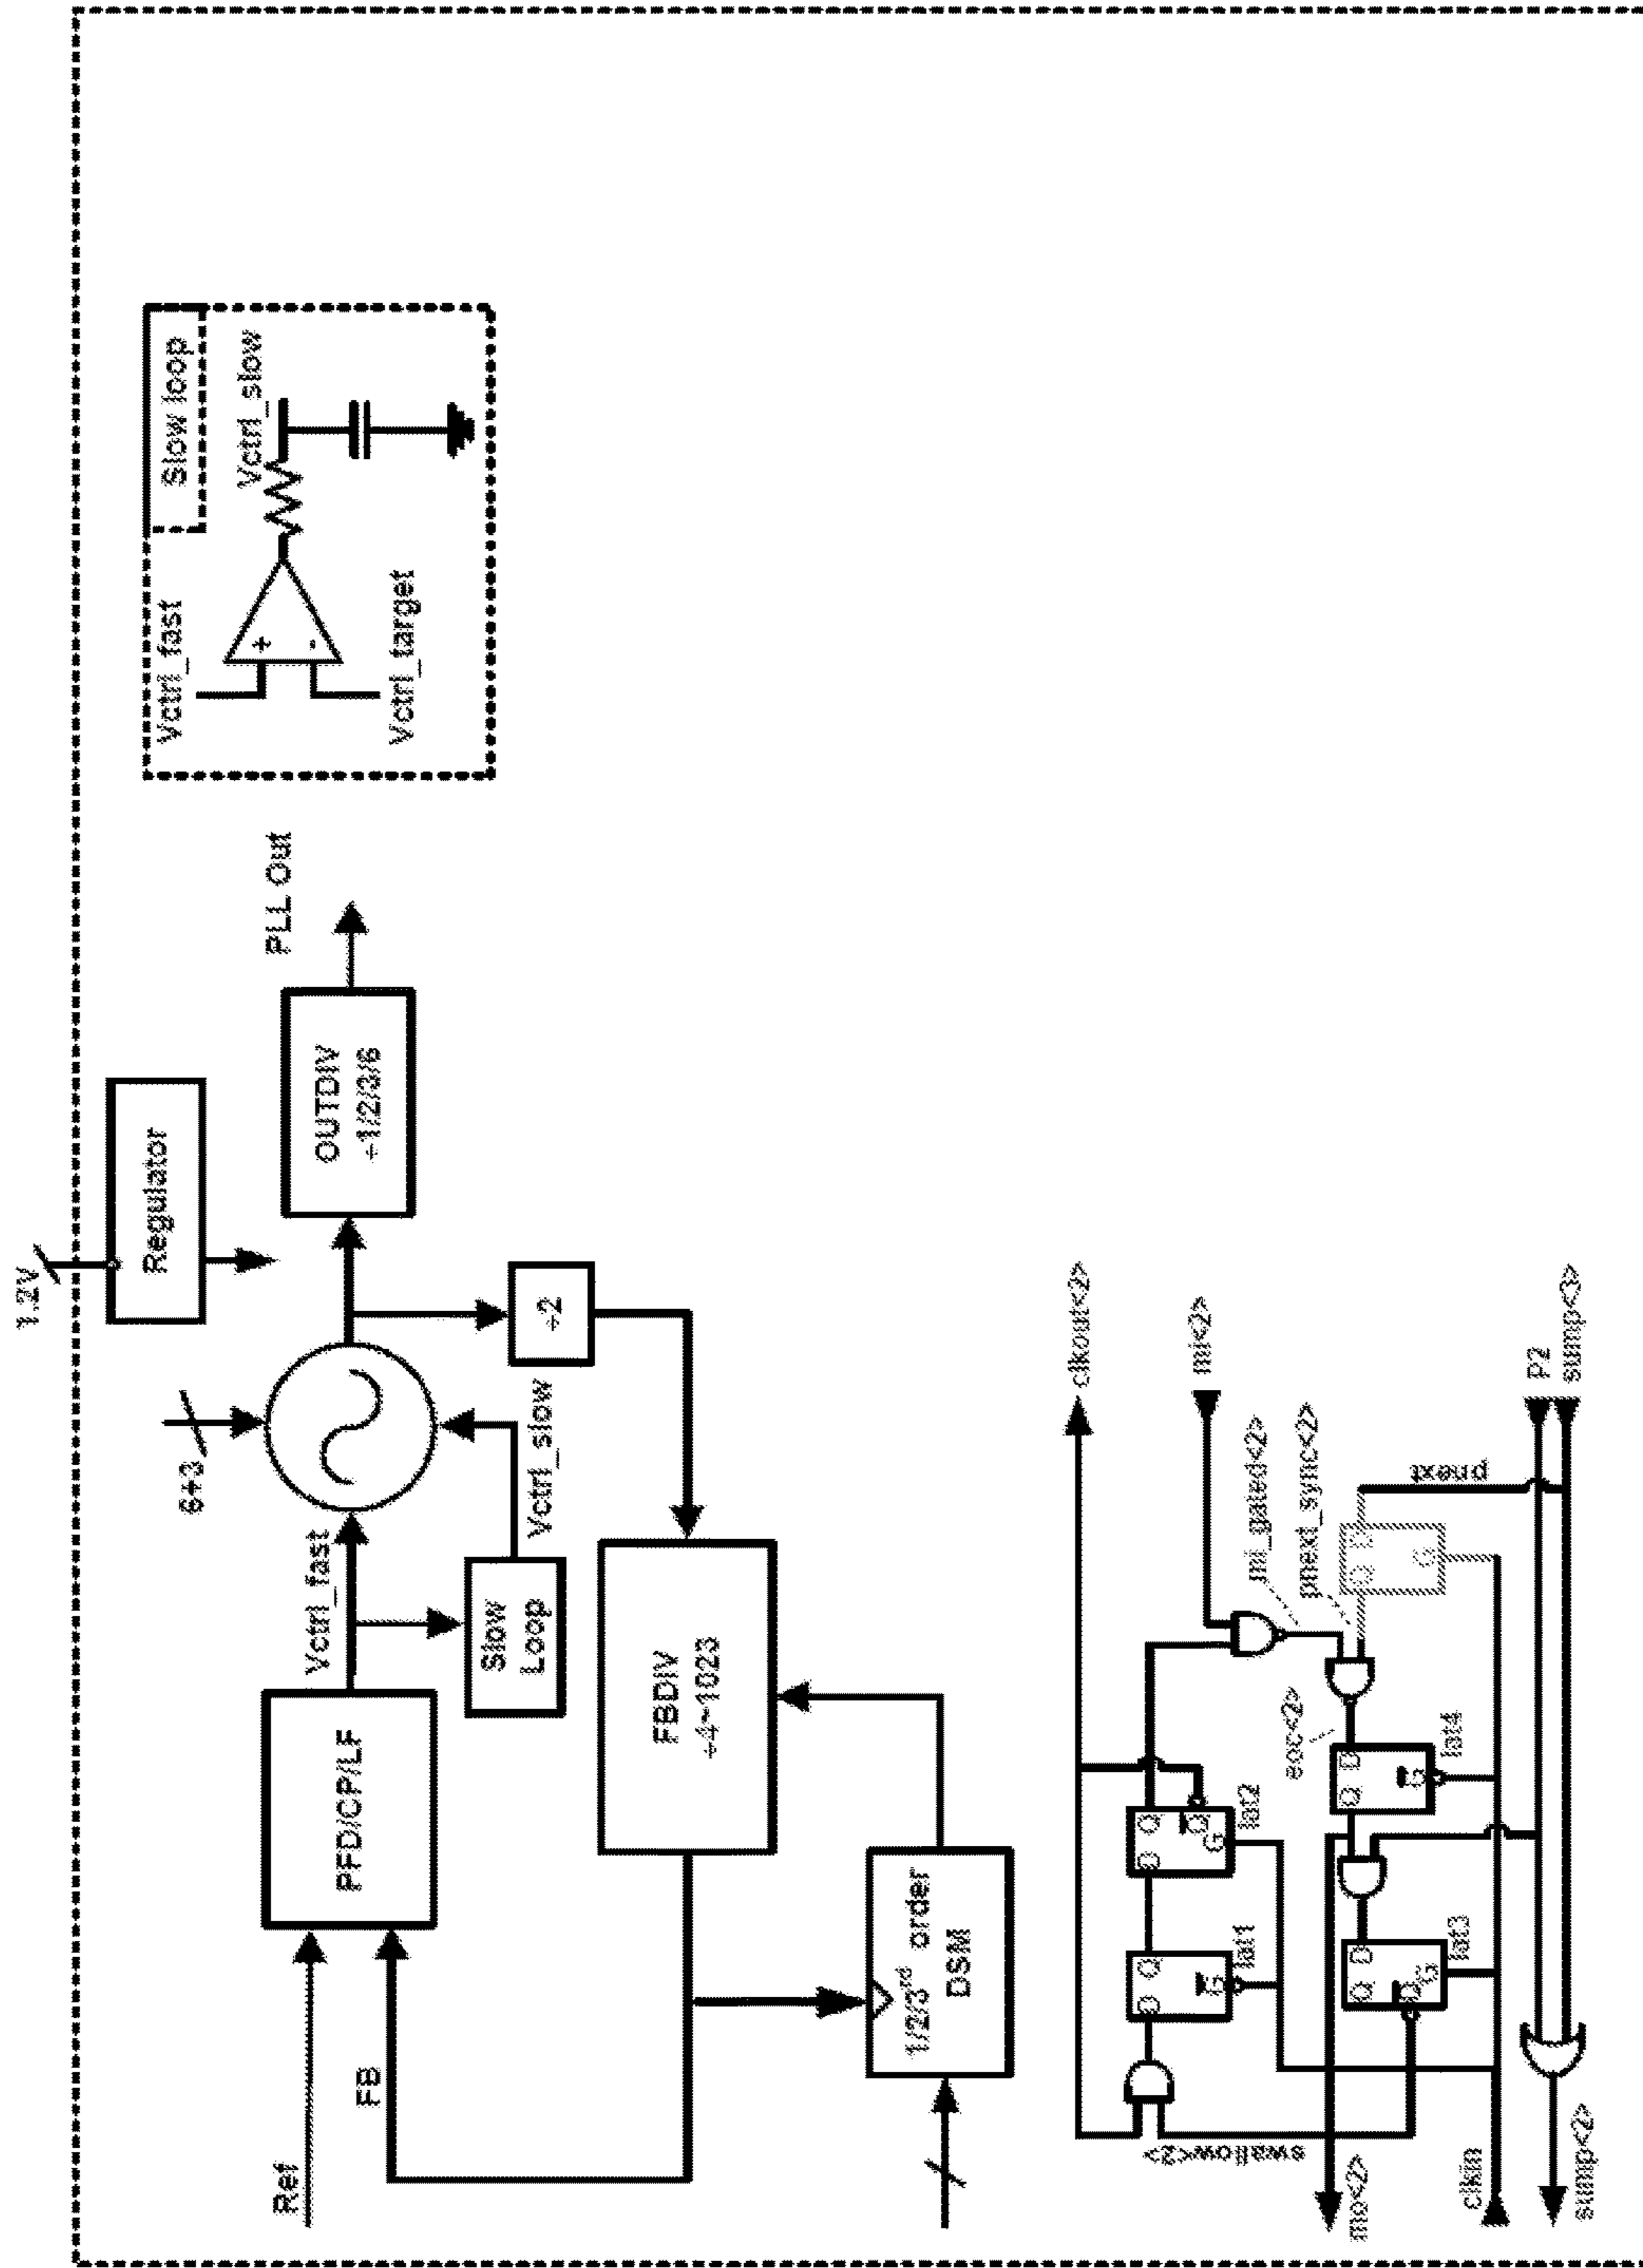 1.2V
Regulator
6+3
Ref
FB
PFD/CP/LF
Vctrl_fast
Slow
Loop
Vctrl_slow
OUTDIV
÷1/2/3/6
PLL Out
÷2
FBDIV
÷4~1023
1/2/3rd order
DSM
Slow loop
Vctrl_fast
Vctrl_slow
+
-
Vctrl_target
clkout<2>
D Q
G
lat1
D Q
Q
G
lat2
mi<2>
swallow<2>
mi_gated<2>
pnext_sync<2>
eoc<2>
mo<2>
Q D
Q
G
lat3
Q D
G
lat4
Q D
G
pnext
clkin
P2
sump<2>
sump<3>